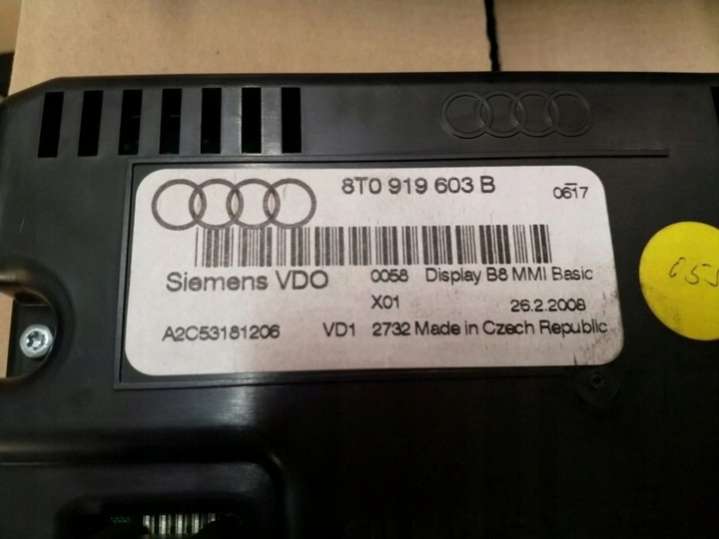 8T0 919 603 B
0617
Siemens VDO 0058 Display B8 MMI Basic
X01 26.2.2008
A2C53181206 VD1 2732 Made in Czech Republic